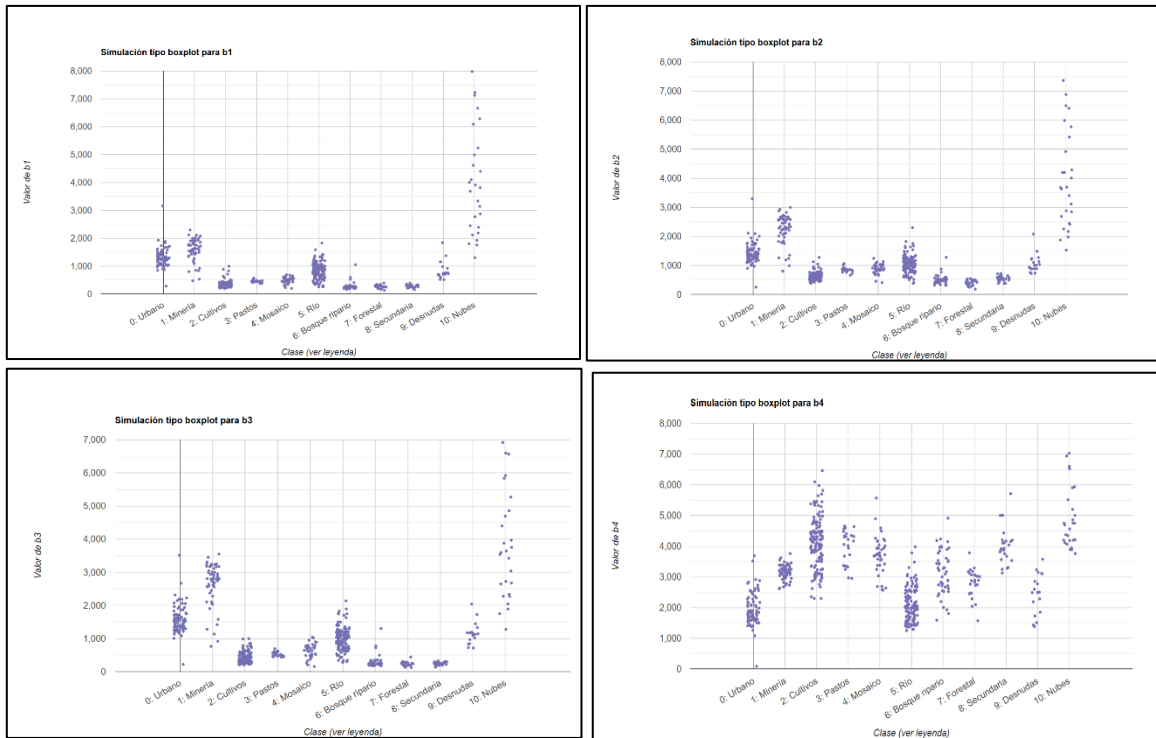 Simulación tipo boxplot para b1
Valor de b1
8,000
7,000
6,000
5,000
4,000
3,000
2,000
1,000
0
0: Urbano
1: Minería
2: Cultivos
3: Pastos
4: Mosaico
5: Río
6: Bosque ripario
7: Forestal
8: Secundaria
9: Desnudas
10: Nubes
Clase (ver leyenda)
Simulación tipo boxplot para b2
Valor de b2
8,000
7,000
6,000
5,000
4,000
3,000
2,000
1,000
0
0: Urbano
1: Minería
2: Cultivos
3: Pastos
4: Mosaico
5: Río
6: Bosque ripario
7: Forestal
8: Secundaria
9: Desnudas
10: Nubes
Clase (ver leyenda)
Simulación tipo boxplot para b3
Valor de b3
7,000
6,000
5,000
4,000
3,000
2,000
1,000
0
0: Urbano
1: Minería
2: Cultivos
3: Pastos
4: Mosaico
5: Río
6: Bosque ripario
7: Forestal
8: Secundaria
9: Desnudas
10: Nubes
Clase (ver leyenda)
Simulación tipo boxplot para b4
Valor de b4
8,000
7,000
6,000
5,000
4,000
3,000
2,000
1,000
0
0: Urbano
1: Minería
2: Cultivos
3: Pastos
4: Mosaico
5: Río
6: Bosque ripario
7: Forestal
8: Secundaria
9: Desnudas
10: Nubes
Clase (ver leyenda)